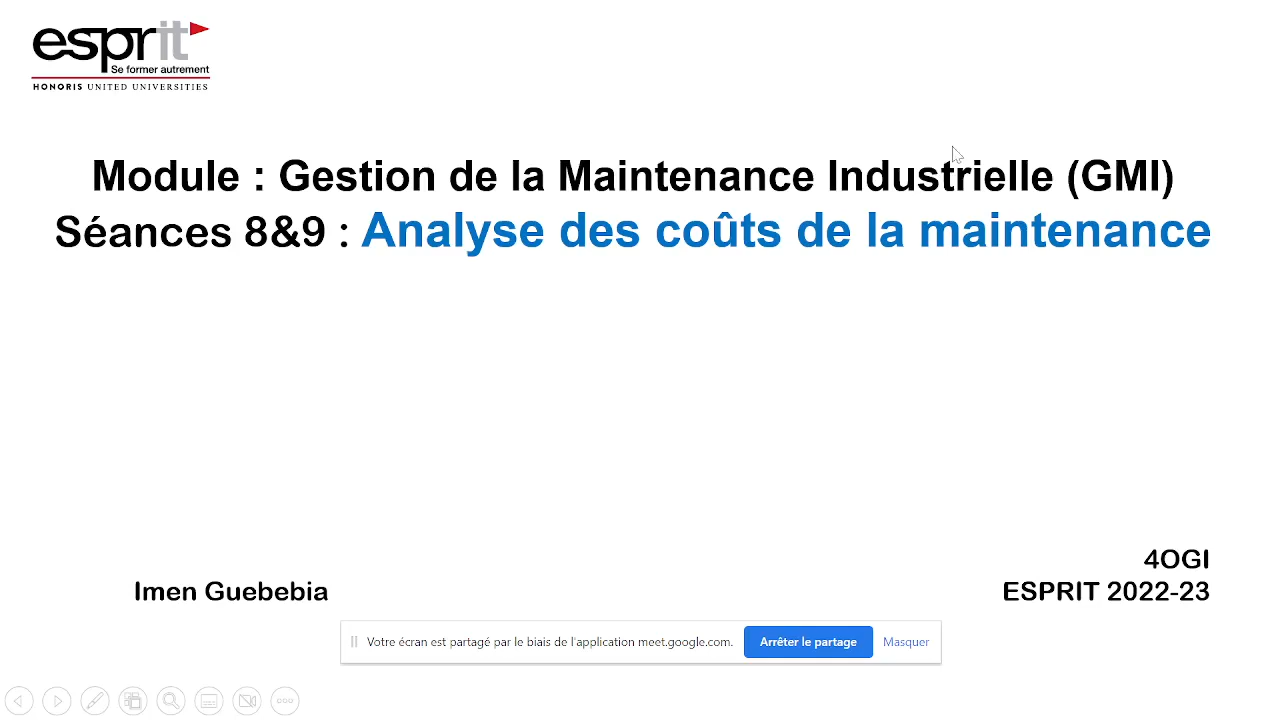 esprit
Se former autrement
HONORIS UNITED UNIVERSITIES
Module : Gestion de la Maintenance Industrielle (GMI)
Séances 8&9 : Analyse des coûts de la maintenance
4OGI
Imen Guebebia
ESPRIT 2022-23
Votre écran est partagé par le biais de l'application meet.google.com.
Arrêter le partage
Masquer